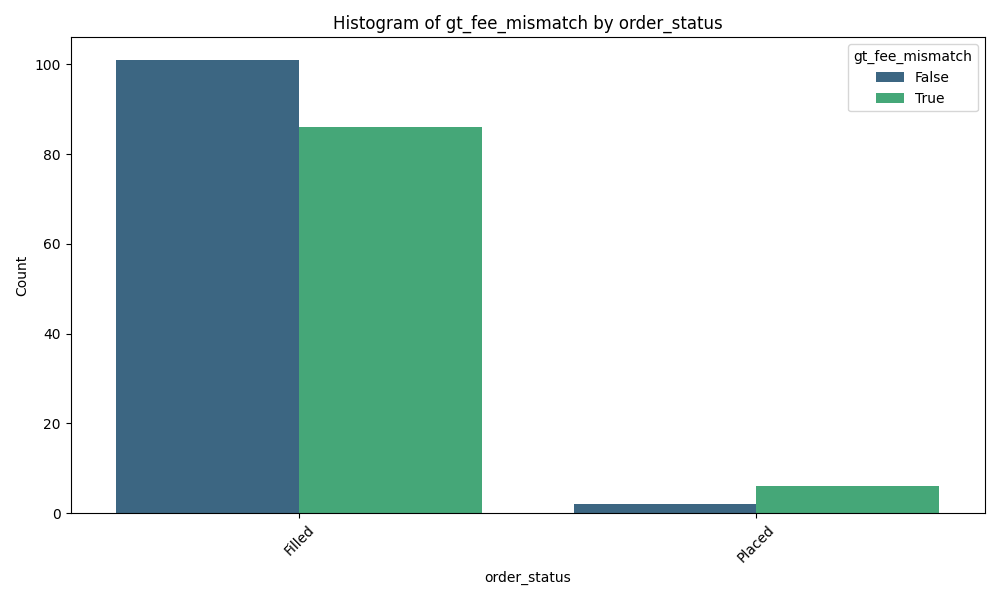 Histogram of gt_fee_mismatch by order_status
gt_fee_mismatch
False
True
Count
100
80
60
40
20
0
Filled
Placed
order_status